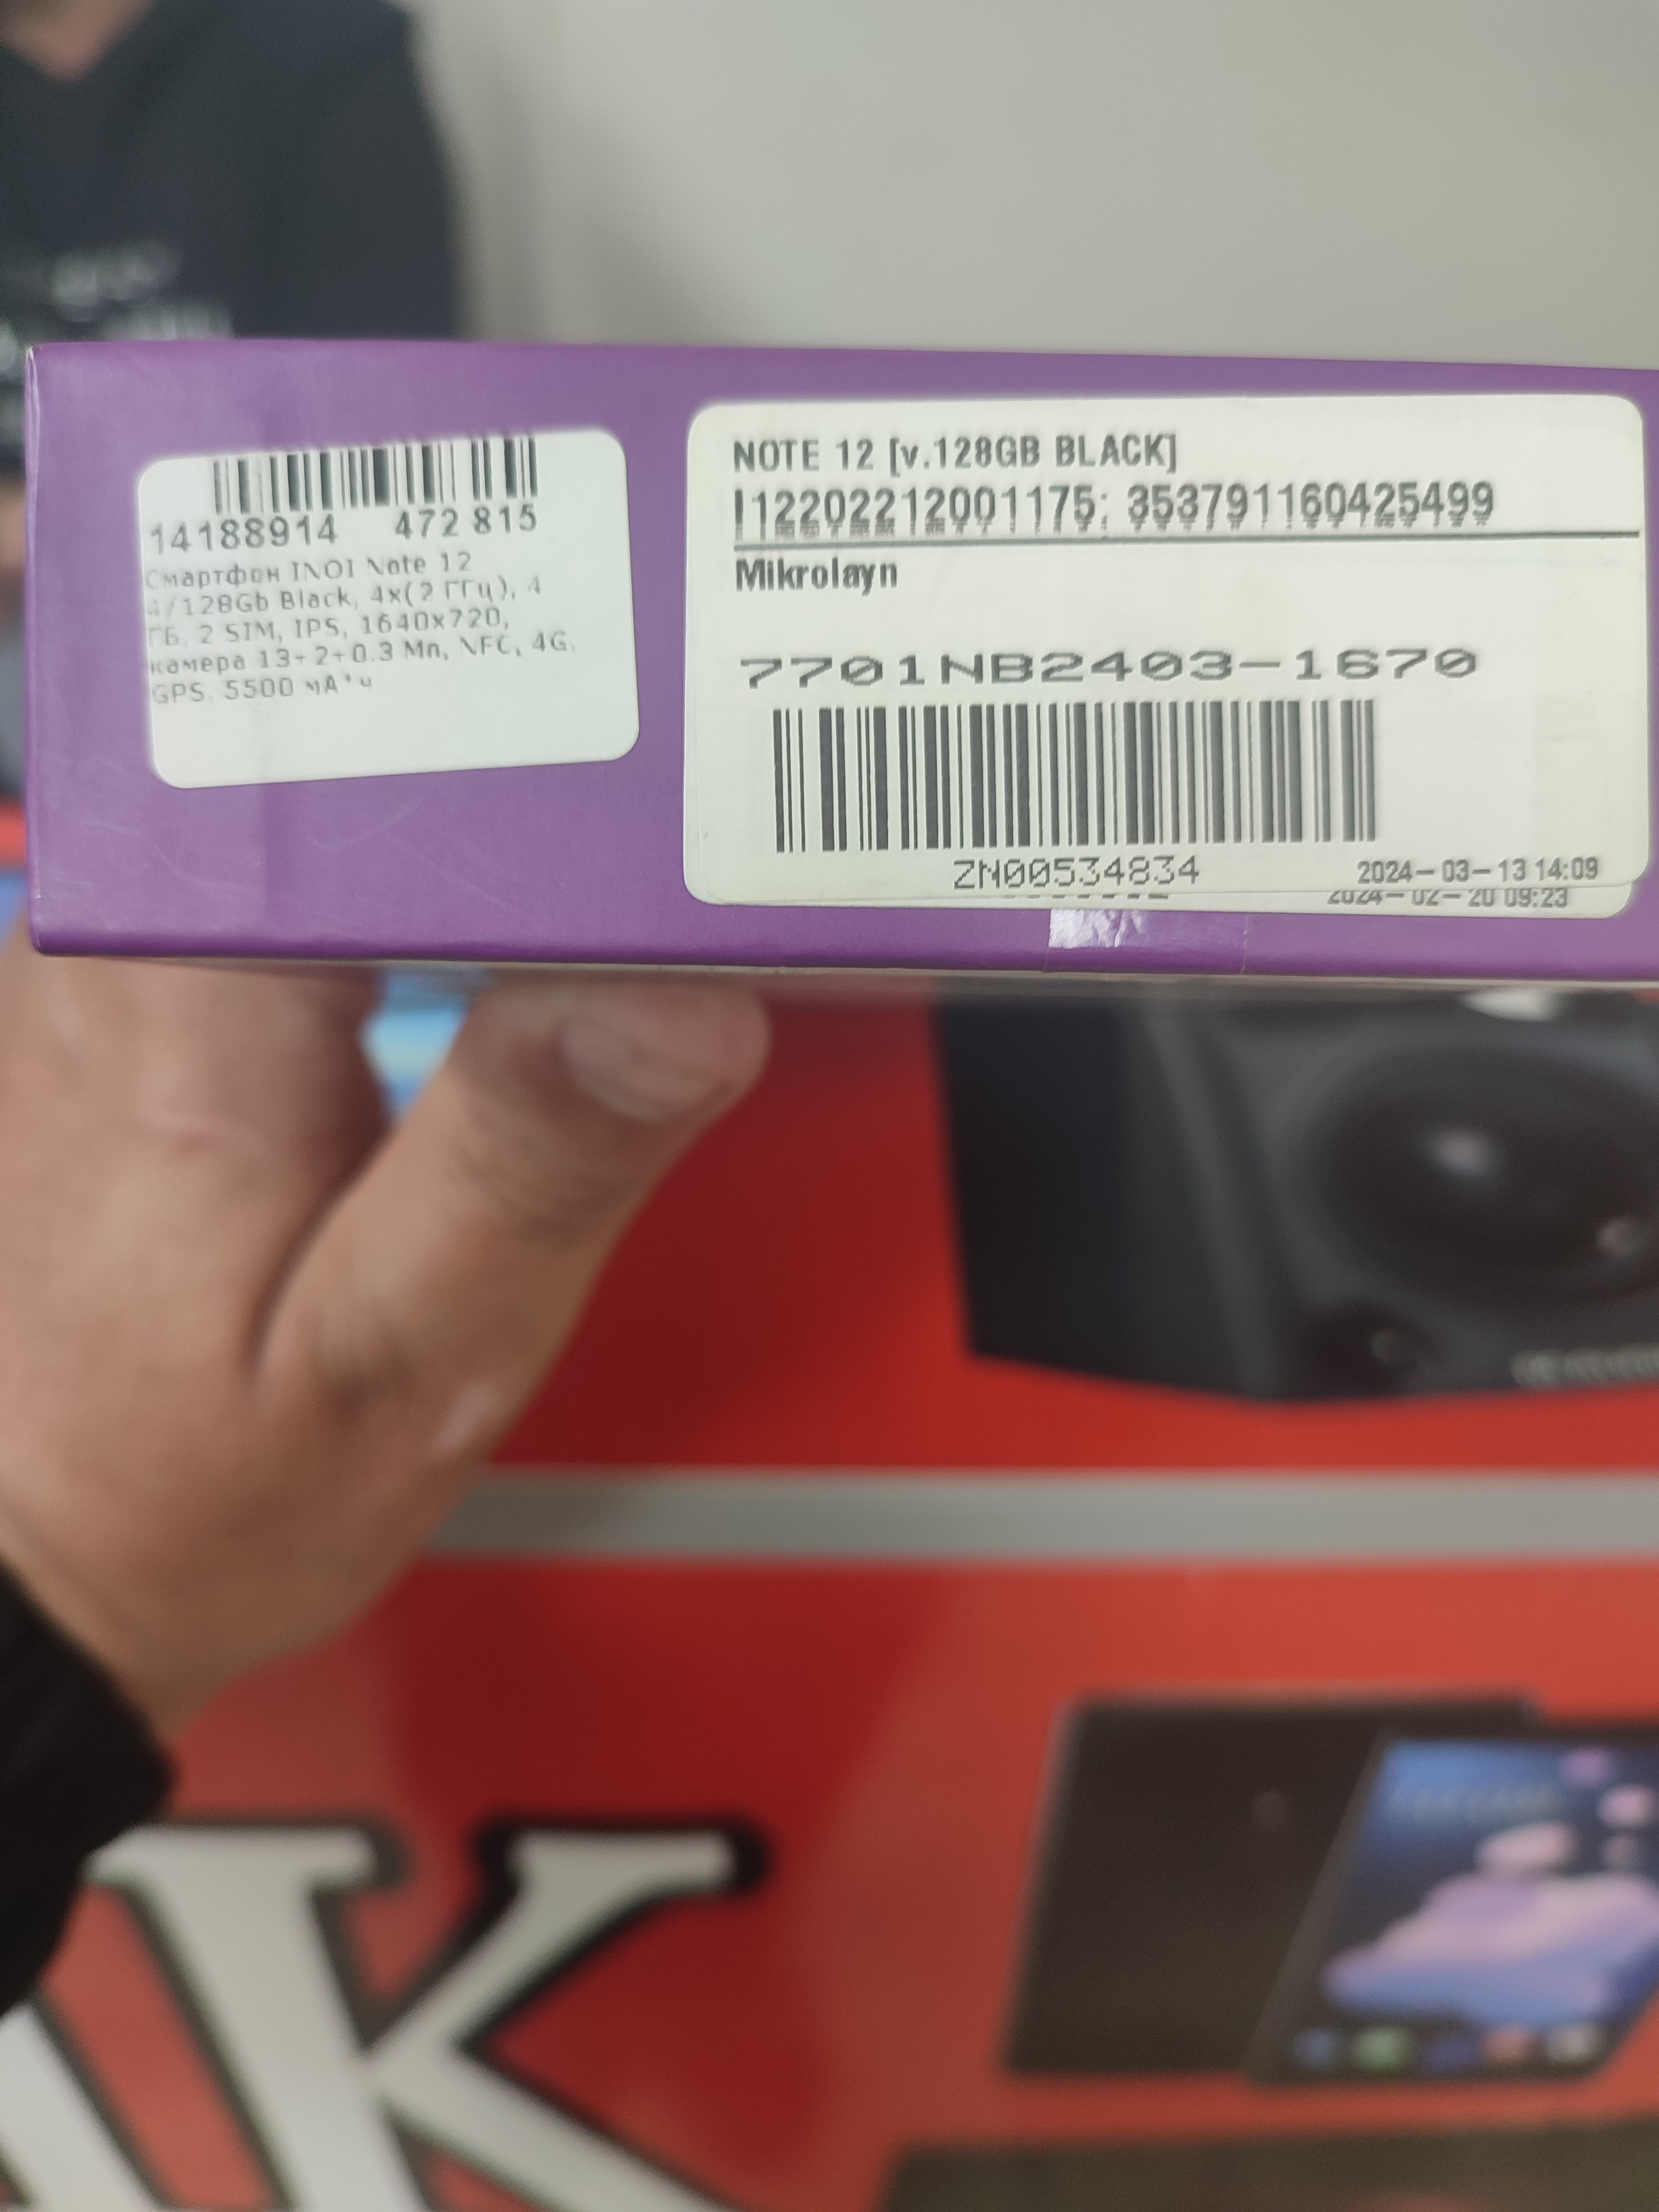 14188914 472 815
Смартфон INOI Note 12
4/128Gb Black, 4x(2 ГГц), 4
ГБ, 2 SIM, IPS, 1640x720,
камера 13+2+0.3 Мп, NFC, 4G,
GPS, 5500 мА*ч
NOTE 12 [v.128GB BLACK]
I12202212001175; 353791160425499
Mikrolayn
7701NB2403-1670
ZN00534834
2024-03-13 14:09
2024-02-20 09:23
K